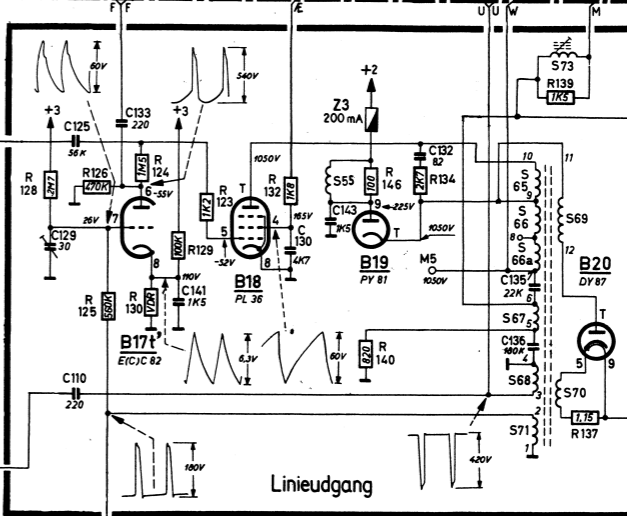 F F
Æ
U U W
M
60V
540V
+3
C133
220
+3
C125
56K
+2
Z3
200 mA
S73
R139
1K5
R
128
2M7
R126
470K
R
124
1M5
6
-55V
T
1050V
R
123
1K2
R
132
1K8
165V
S55
R
146
100
C132
82
R134
2K7
10
11
S
65
9
S
66
8
S
66a
7
S69
12
26V
7
C129
30
8
R129
100K
5
-52V
4
8
C
130
4K7
C143
1K5
9
-225V
T
1050V
B19
PY 81
M5
1050V
B20
DY 87
T
5
9
C135
22K
6
S67
5
R
125
560K
R
130
VDR
110V
C141
1K5
B18
PL 36
B17t'
E(C)C 82
6,3V
60V
820
R
140
C136
180K
4
S68
3
C110
220
S70
1,15
R137
2
S71
1
180V
420V
Linieudgang